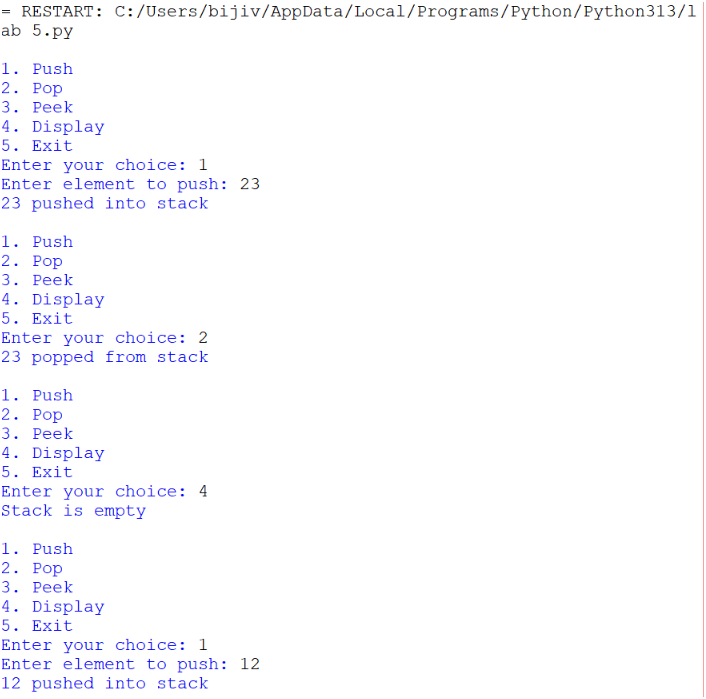 = RESTART: C:/Users/bijiv/AppData/Local/Programs/Python/Python313/l
ab 5.py
1. Push
2. Pop
3. Peek
4. Display
5. Exit
Enter your choice: 1
Enter element to push: 23
23 pushed into stack
1. Push
2. Pop
3. Peek
4. Display
5. Exit
Enter your choice: 2
23 popped from stack
1. Push
2. Pop
3. Peek
4. Display
5. Exit
Enter your choice: 4
Stack is empty
1. Push
2. Pop
3. Peek
4. Display
5. Exit
Enter your choice: 1
Enter element to push: 12
12 pushed into stack